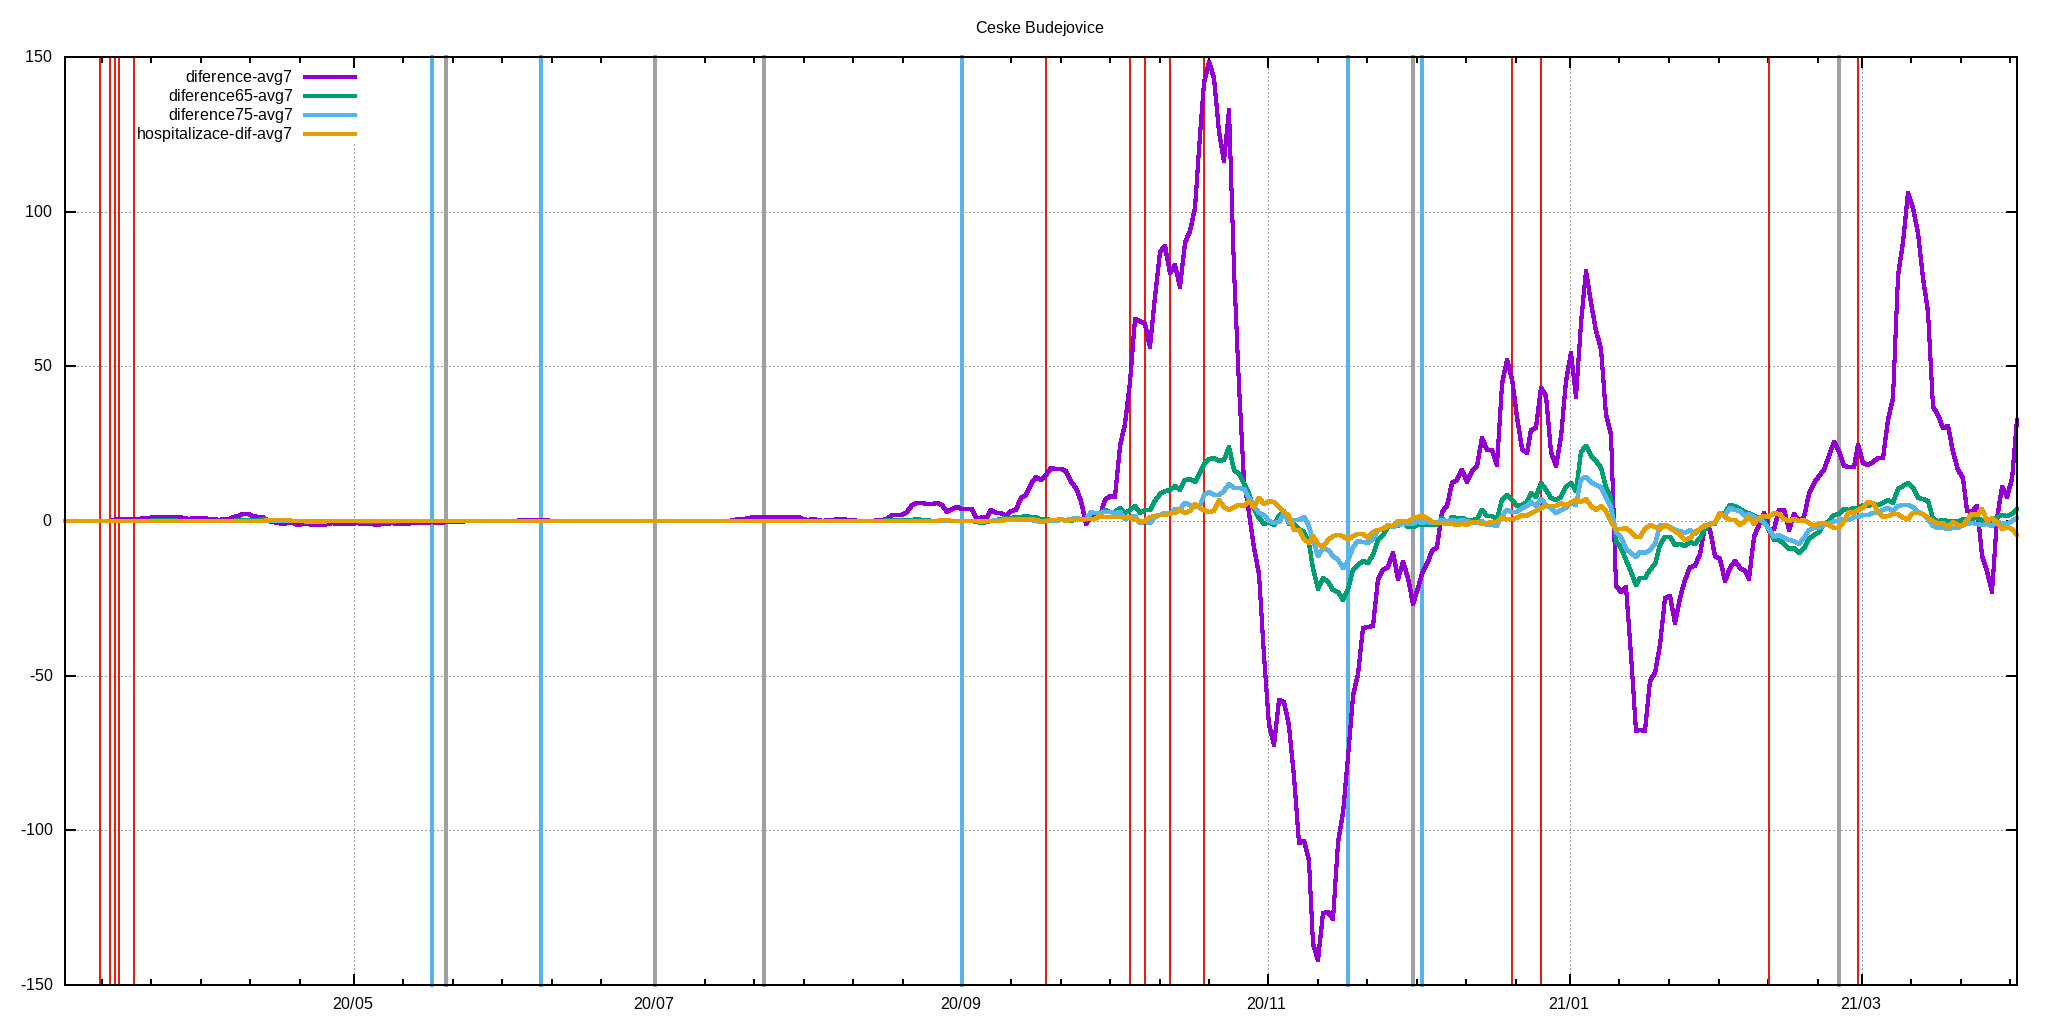 Ceske Budejovice
150
diference-avg7
diference65-avg7
diference75-avg7
hospitalizace-dif-avg7
100
50
0
-50
-100
-150
20/05
20/07
20/09
20/11
21/01
21/03